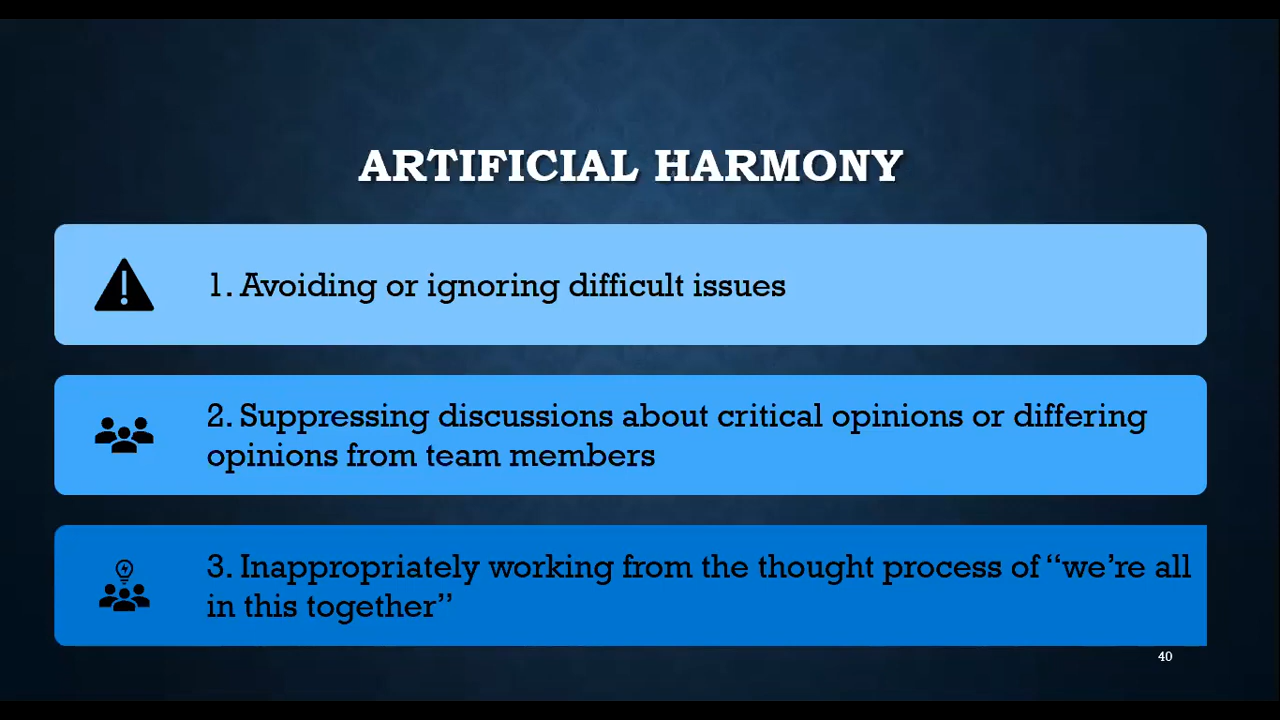 ARTIFICIAL HARMONY
1. Avoiding or ignoring difficult issues
2. Suppressing discussions about critical opinions or differing
opinions from team members
3. Inappropriately working from the thought process of “we’re all
in this together”
40